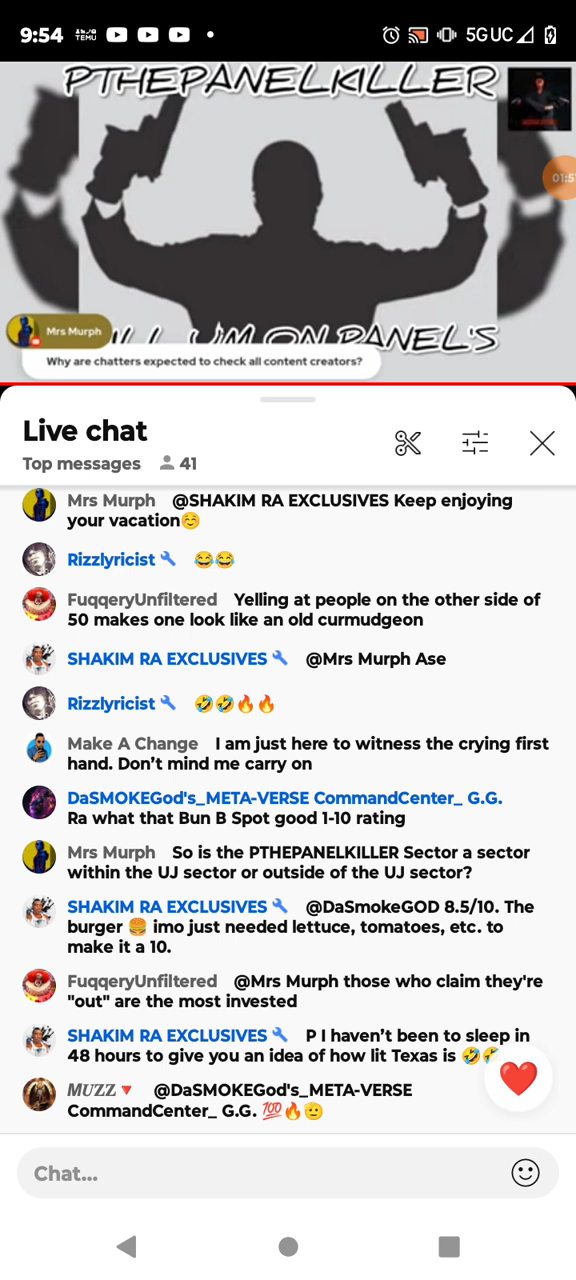 9:54
TEMU
5G UC
PTHEPANELKILLER
01:5
Mrs Murph
ON PANEL'S
Why are chatters expected to check all content creators?
Live chat
Top messages 41
Mrs Murph @SHAKIM RA EXCLUSIVES Keep enjoying
your vacation☺️
Rizzlyricist 🔧 😂😂
FuqqeryUnfiltered Yelling at people on the other side of
50 makes one look like an old curmudgeon
SHAKIM RA EXCLUSIVES 🔧 @Mrs Murph Ase
Rizzlyricist 🔧 🤣🤣🔥🔥
Make A Change I am just here to witness the crying first
hand. Don’t mind me carry on
DaSMOKEGod's_META-VERSE CommandCenter_ G.G.
Ra what that Bun B Spot good 1-10 rating
Mrs Murph So is the PTHEPANELKILLER Sector a sector
within the UJ sector or outside of the UJ sector?
SHAKIM RA EXCLUSIVES 🔧 @DaSmokeGOD 8.5/10. The
burger 🍔 imo just needed lettuce, tomatoes, etc. to
make it a 10.
FuqqeryUnfiltered @Mrs Murph those who claim they're
"out" are the most invested
SHAKIM RA EXCLUSIVES 🔧 P I haven’t been to sleep in
48 hours to give you an idea of how lit Texas is 🤣🤣
MUZZ🔻 @DaSMOKEGod's_META-VERSE
CommandCenter_ G.G. 💯🔥🫡
Chat...